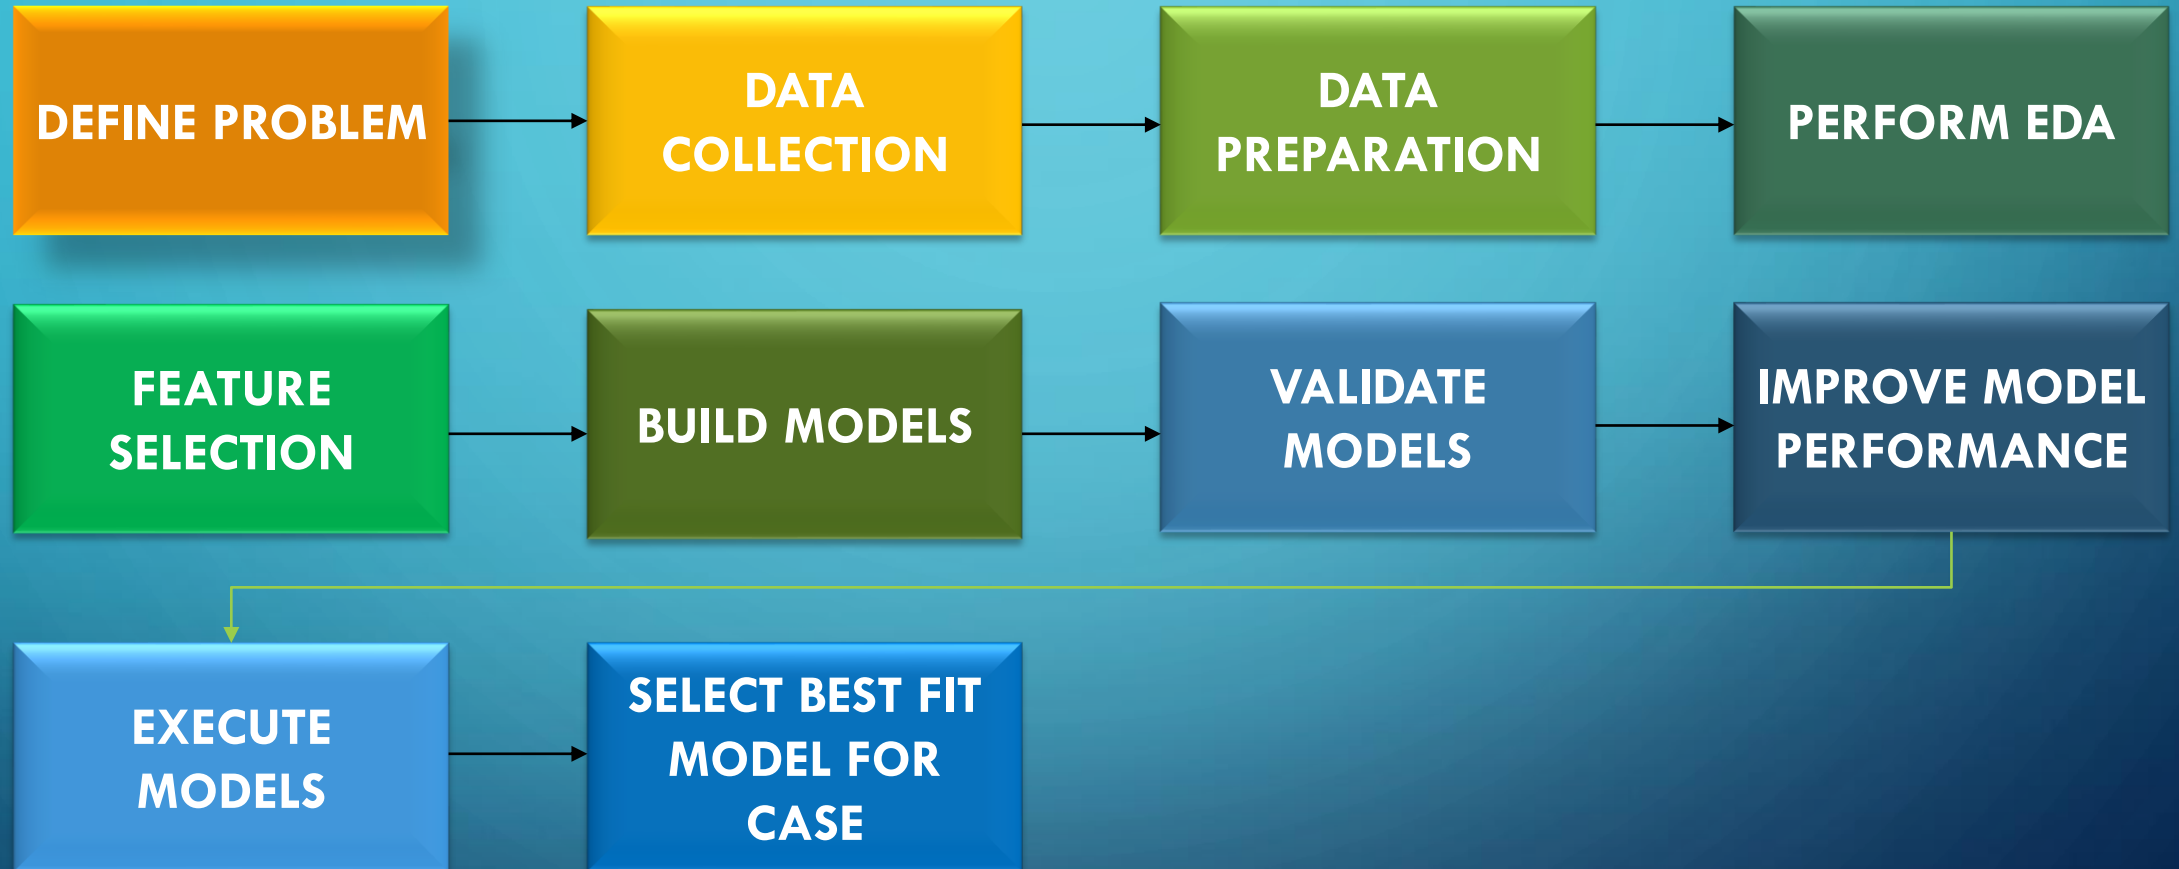 DEFINE PROBLEM
DATA
COLLECTION
DATA
PREPARATION
PERFORM EDA
FEATURE
SELECTION
BUILD MODELS
VALIDATE
MODELS
IMPROVE MODEL
PERFORMANCE
EXECUTE
MODELS
SELECT BEST FIT
MODEL FOR
CASE